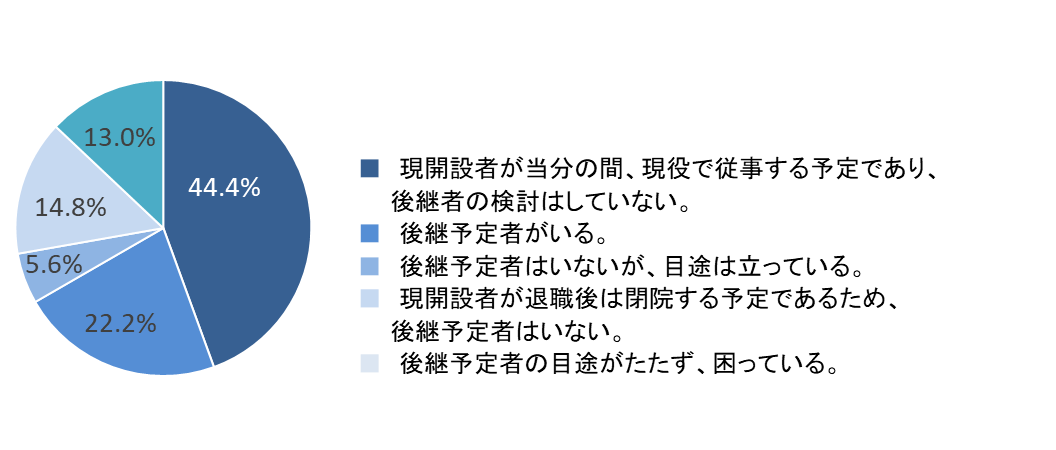 13.0%
44.4%
14.8%
5.6%
22.2%
現開設者が当分の間、現役で従事する予定であり、
後継者の検討はしていない。
後継予定者がいる。
後継予定者はいないが、目途は立っている。
現開設者が退職後は閉院する予定であるため、
後継予定者はいない。
後継予定者の目途がたたず、困っている。